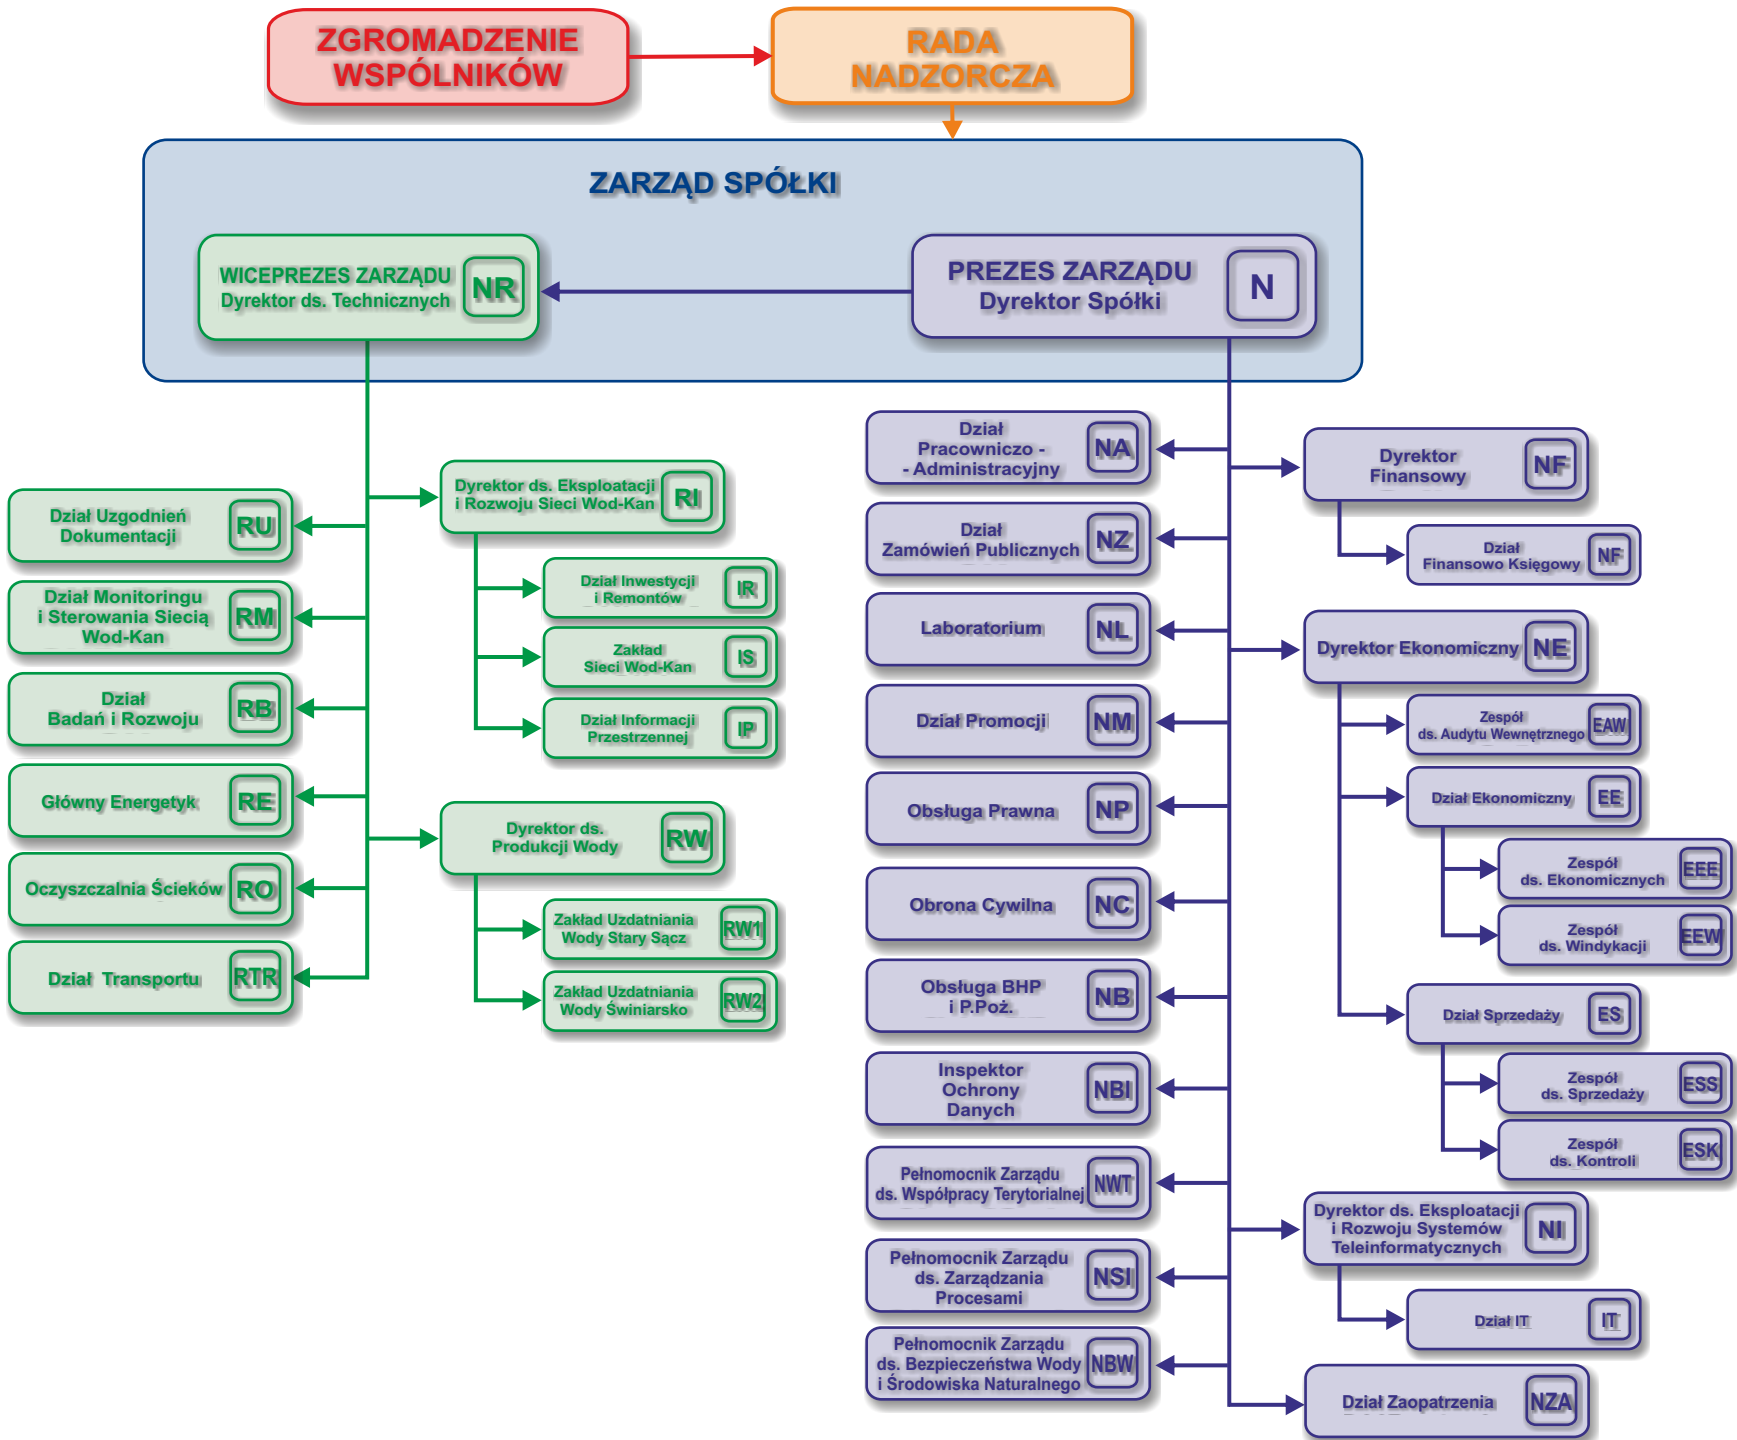 ZGROMADZENIE
WSPÓLNIKÓW
RADA
NADZORCZA
ZARZĄD SPÓŁKI
WICEPREZES ZARZĄDU
Dyrektor ds. Technicznych
NR
PREZES ZARZĄDU
Dyrektor Spółki
N
Dział Uzgodnień
Dokumentacji
RU
Dział Monitoringu
i Sterowania Siecią
Wod-Kan
RM
Dział
Badań i Rozwoju
RB
Główny Energetyk
RE
Oczyszczalnia Ścieków
RO
Dział Transportu
RTR
Dyrektor ds. Eksploatacji
i Rozwoju Sieci Wod-Kan
RI
Dział Inwestycji
i Remontów
IR
Zakład
Sieci Wod-Kan
IS
Dział Informacji
Przestrzennej
IP
Dyrektor ds.
Produkcji Wody
RW
Zakład Uzdatniania
Wody Stary Sącz
RW1
Zakład Uzdatniania
Wody Świniarsko
RW2
Dział
Pracowniczo -
- Administracyjny
NA
Dział
Zamówień Publicznych
NZ
Laboratorium
NL
Dział Promocji
NM
Obsługa Prawna
NP
Obrona Cywilna
NC
Obsługa BHP
i P.Poż.
NB
Inspektor
Ochrony
Danych
NBI
Pełnomocnik Zarządu
ds. Współpracy Terytorialnej
NWT
Pełnomocnik Zarządu
ds. Zarządzania
Procesami
NSI
Pełnomocnik Zarządu
ds. Bezpieczeństwa Wody
i Środowiska Naturalnego
NBW
Dyrektor
Finansowy
NF
Dział
Finansowo Księgowy
NF
Dyrektor Ekonomiczny
NE
Zespół
ds. Audytu Wewnętrznego
EAW
Dział Ekonomiczny
EE
Zespół
ds. Ekonomicznych
EEE
Zespół
ds. Windykacji
EEW
Dział Sprzedaży
ES
Zespół
ds. Sprzedaży
ESS
Zespół
ds. Kontroli
ESK
Dyrektor ds. Eksploatacji
i Rozwoju Systemów
Teleinformatycznych
NI
Dział IT
IT
Dział Zaopatrzenia
NZA